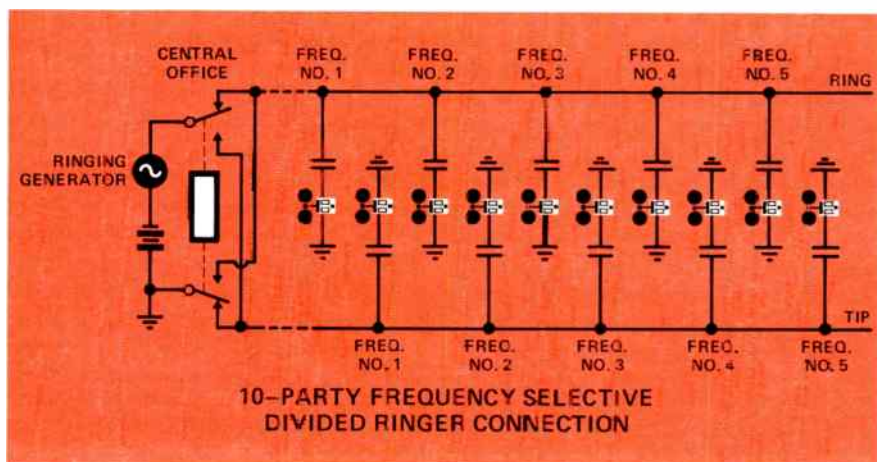 CENTRAL
OFFICE
FREQ.
NO. 1
FREQ.
NO. 2
FREQ.
NO. 3
FREQ.
NO. 4
FREQ.
NO. 5
RING
RINGING
GENERATOR
TIP
FREQ.
NO. 1
FREQ.
NO. 2
FREQ.
NO. 3
FREQ.
NO. 4
FREQ.
NO. 5
10-PARTY FREQUENCY SELECTIVE
DIVIDED RINGER CONNECTION